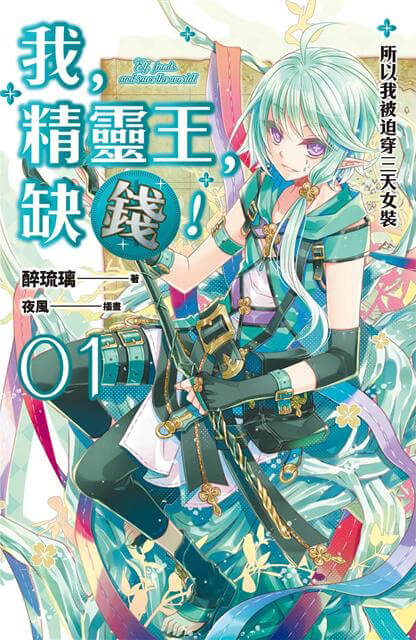 我,
精靈王,
缺錢!
Elf, funds
and save the world!
醉琉璃——著
夜風——插畫
01
所以我被迫穿三天女裝